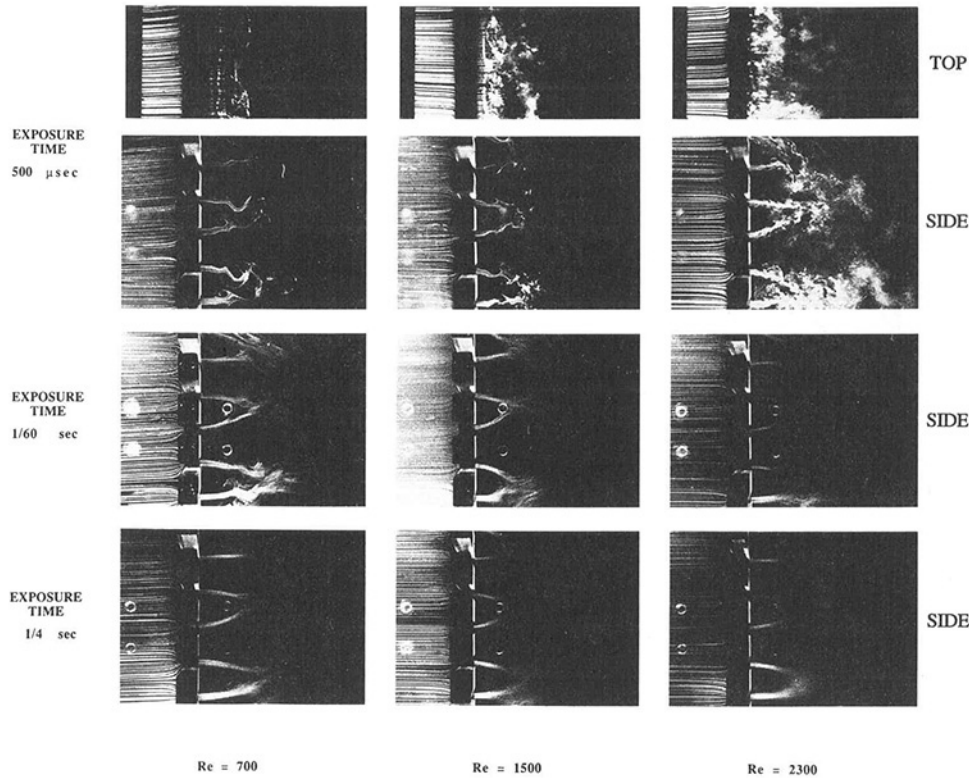 TOP
EXPOSURE
TIME
500 μsec
SIDE
EXPOSURE
TIME
1/60 sec
SIDE
EXPOSURE
TIME
1/4 sec
SIDE
Re = 700
Re = 1500
Re = 2300